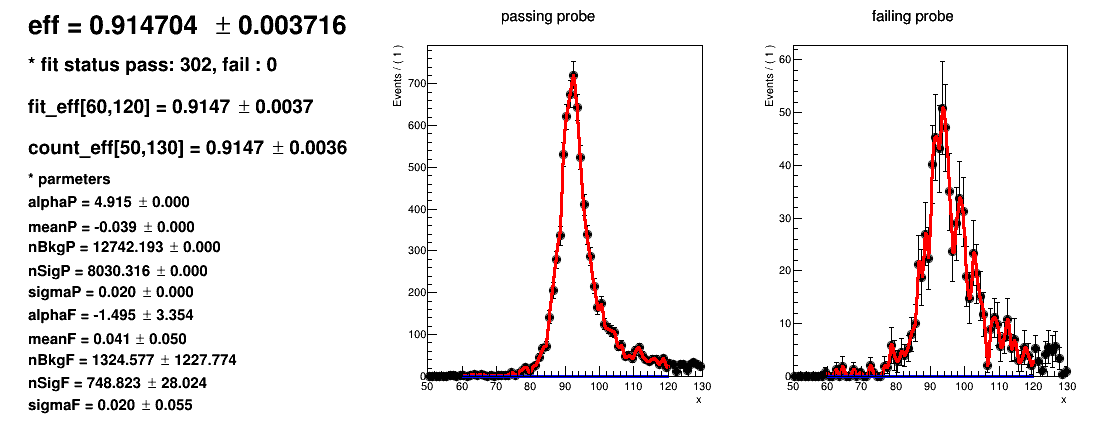 eff = 0.914704 ± 0.003716
* fit status pass: 302, fail : 0
fit_eff[60,120] = 0.9147 ± 0.0037
count_eff[50,130] = 0.9147 ± 0.0036
* parmeters
alphaP = 4.915 ± 0.000
meanP = -0.039 ± 0.000
nBkgP = 12742.193 ± 0.000
nSigP = 8030.316 ± 0.000
sigmaP = 0.020 ± 0.000
alphaF = -1.495 ± 3.354
meanF = 0.041 ± 0.050
nBkgF = 1324.577 ± 1227.774
nSigF = 748.823 ± 28.024
sigmaF = 0.020 ± 0.055
passing probe
Events / ( 1 )
700
600
500
400
300
200
100
0
50 60 70 80 90 100 110 120 130
x
failing probe
Events / ( 1 )
60
50
40
30
20
10
0
50 60 70 80 90 100 110 120 130
x